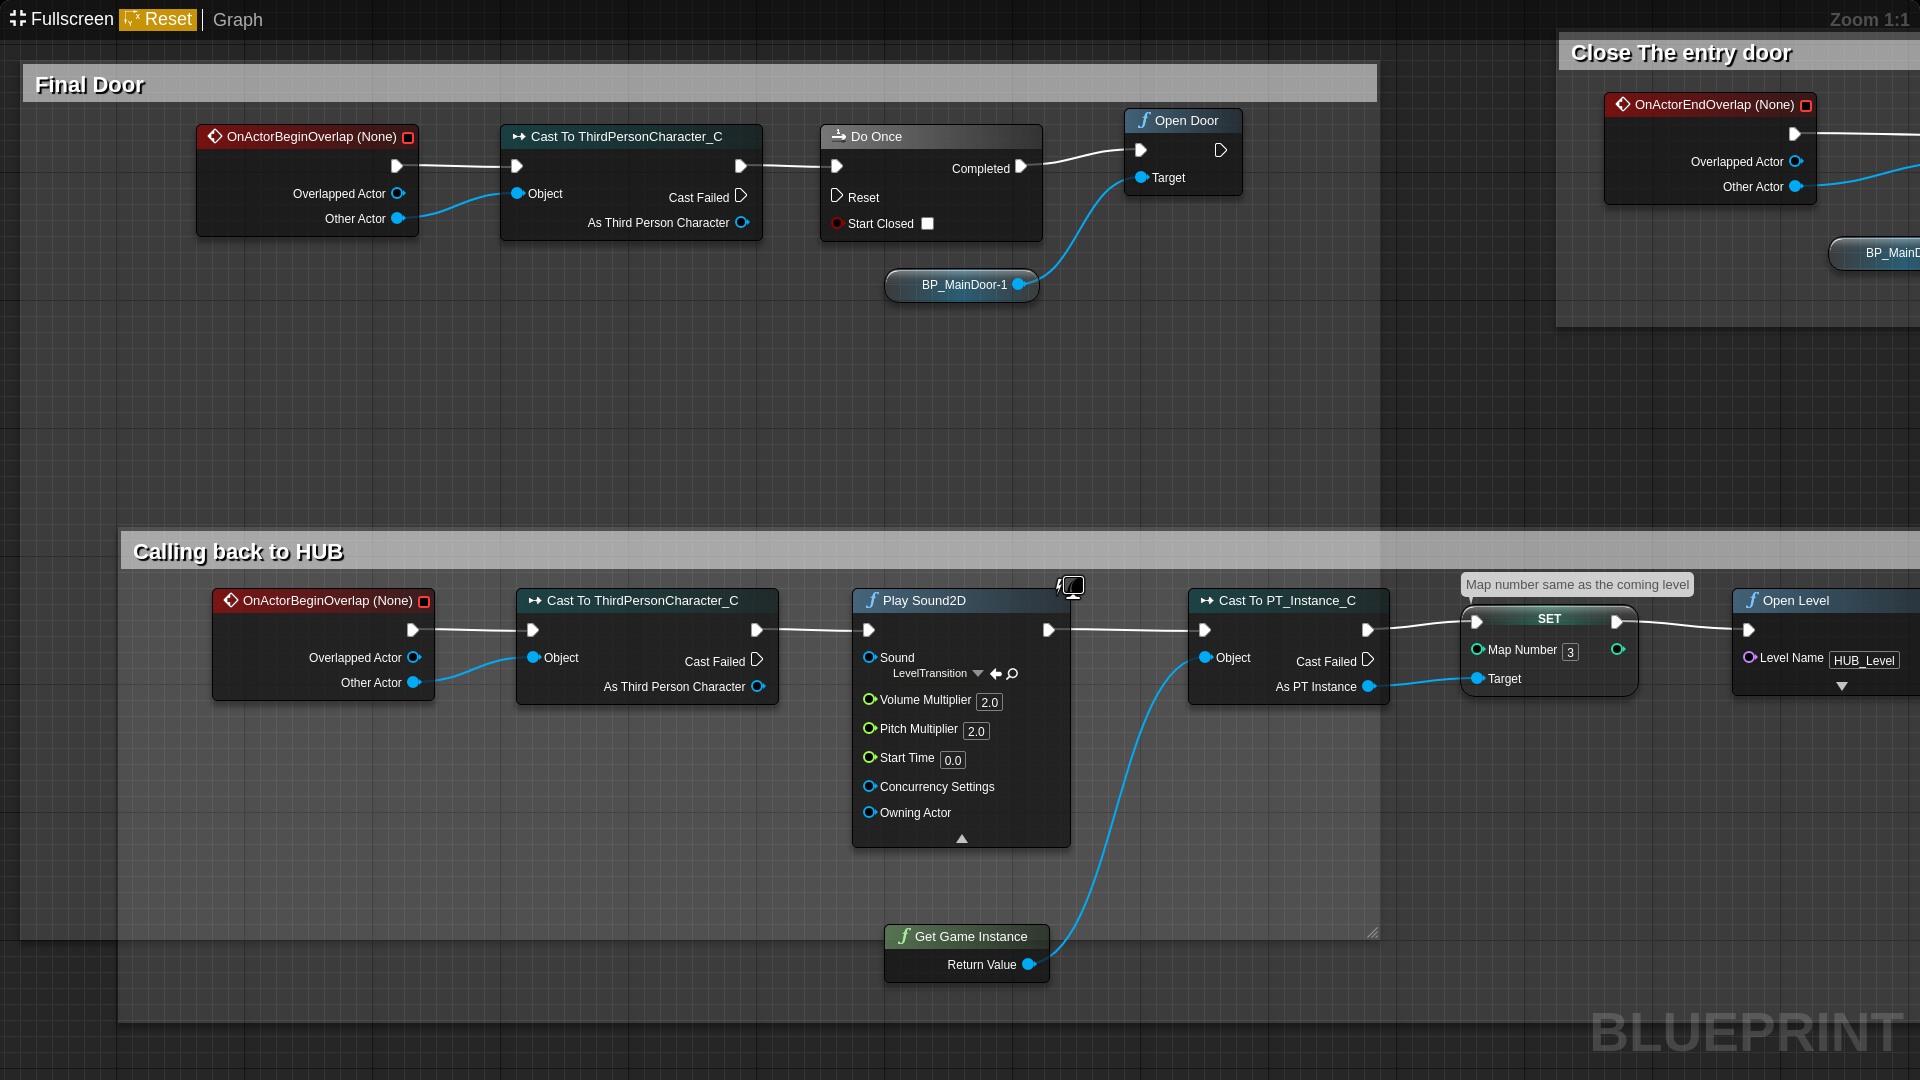 Fullscreen Reset Graph
Zoom 1:1
Final Door
OnActorBeginOverlap (None)
Overlapped Actor
Other Actor
Cast To ThirdPersonCharacter_C
Object
Cast Failed
As Third Person Character
Do Once
Completed
Reset
Start Closed
Open Door
Target
BP_MainDoor-1
Close The entry door
OnActorEndOverlap (None)
Overlapped Actor
Other Actor
BP_MainD
Calling back to HUB
OnActorBeginOverlap (None)
Overlapped Actor
Other Actor
Cast To ThirdPersonCharacter_C
Object
Cast Failed
As Third Person Character
Play Sound2D
Sound
LevelTransition
Volume Multiplier 2.0
Pitch Multiplier 2.0
Start Time 0.0
Concurrency Settings
Owning Actor
Get Game Instance
Return Value
Cast To PT_Instance_C
Object
Cast Failed
As PT Instance
Map number same as the coming level
SET
Map Number 3
Target
Open Level
Level Name HUB_Level
BLUEPRINT